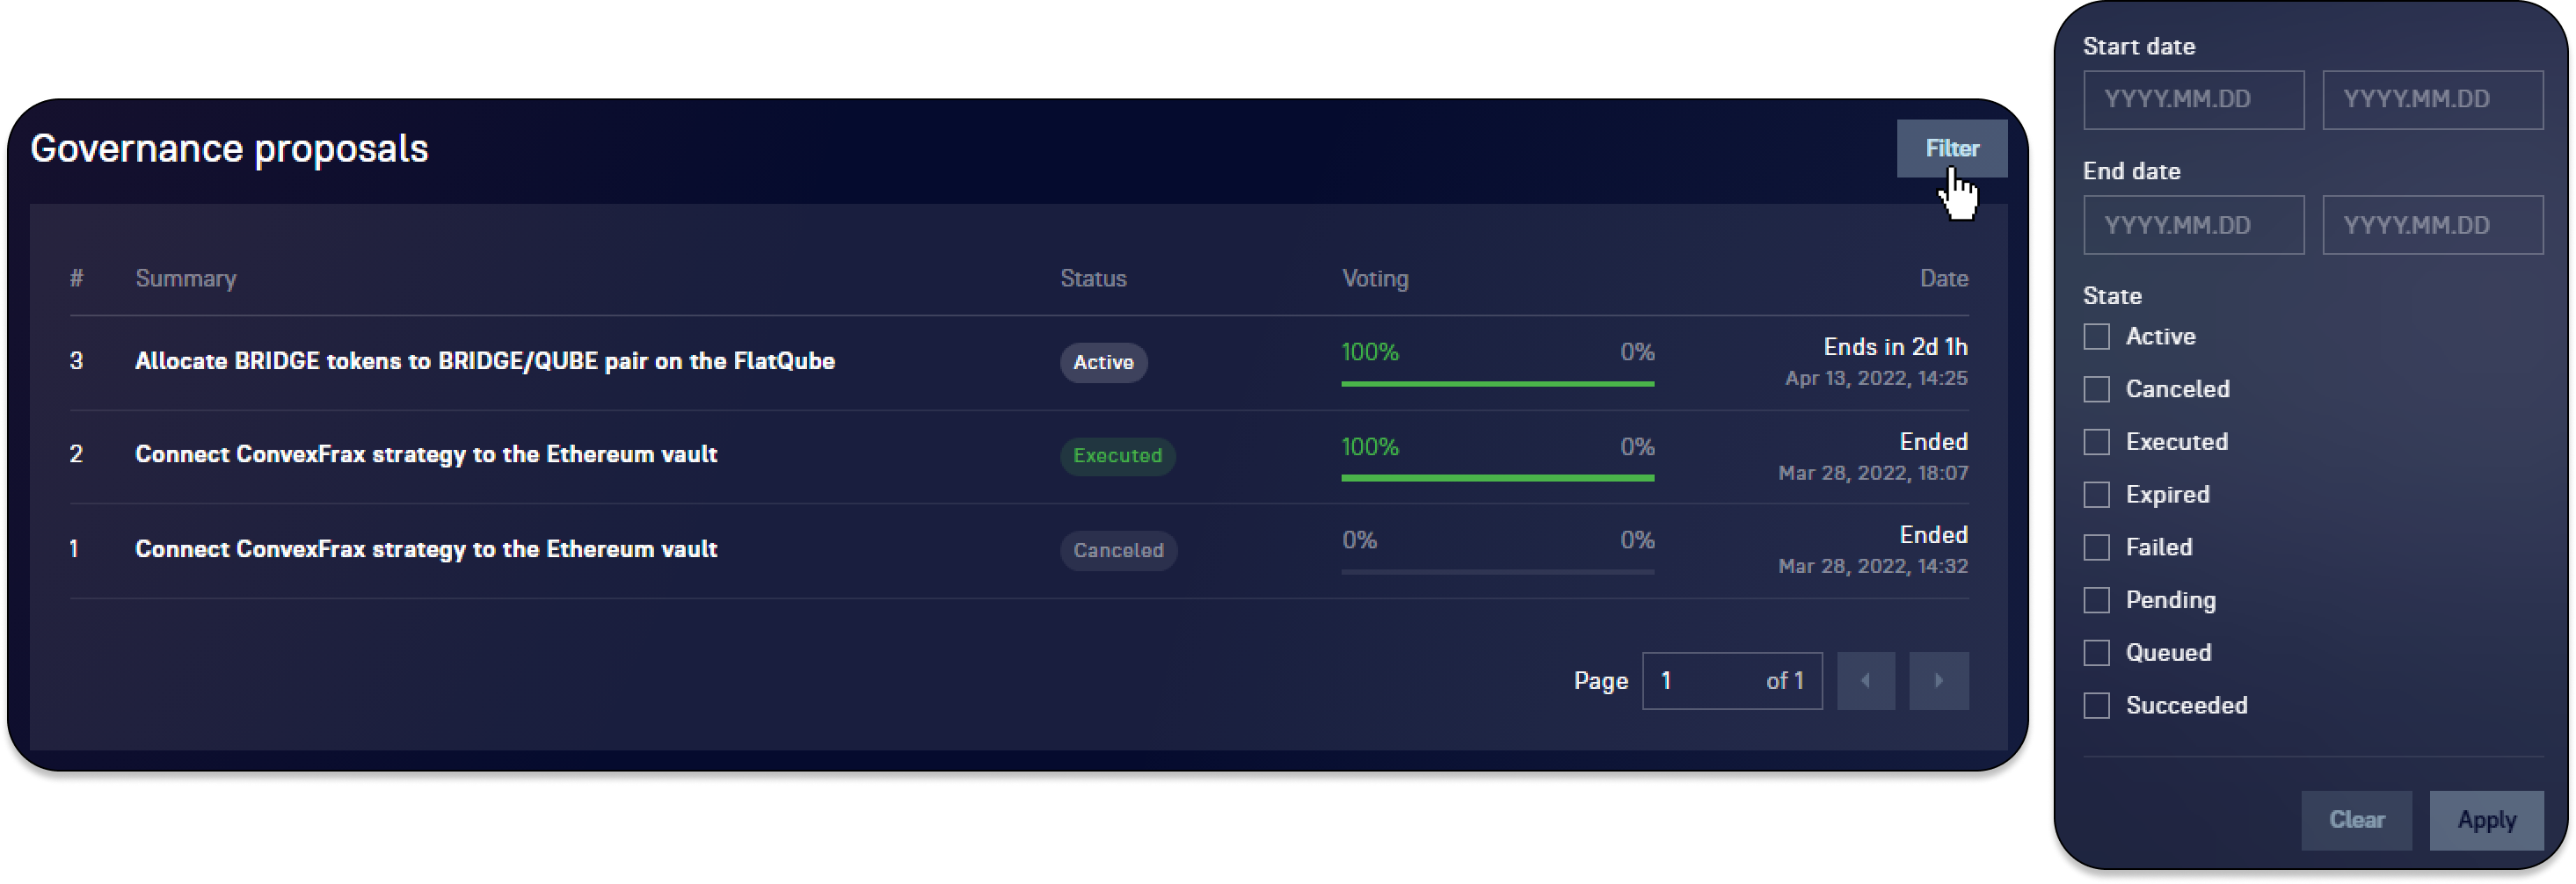 Governance proposals
Filter
# Summary Status Voting Date
3 Allocate BRIDGE tokens to BRIDGE/QUBE pair on the FlatQube Active 100% 0% Ends in 2d 1h
Apr 13, 2022, 14:25
2 Connect ConvexFrax strategy to the Ethereum vault Executed 100% 0% Ended
Mar 28, 2022, 18:07
1 Connect ConvexFrax strategy to the Ethereum vault Canceled 0% 0% Ended
Mar 28, 2022, 14:32
Page 1 of 1
Start date
YYYY.MM.DD YYYY.MM.DD
End date
YYYY.MM.DD YYYY.MM.DD
State
Active
Canceled
Executed
Expired
Failed
Pending
Queued
Succeeded
Clear Apply